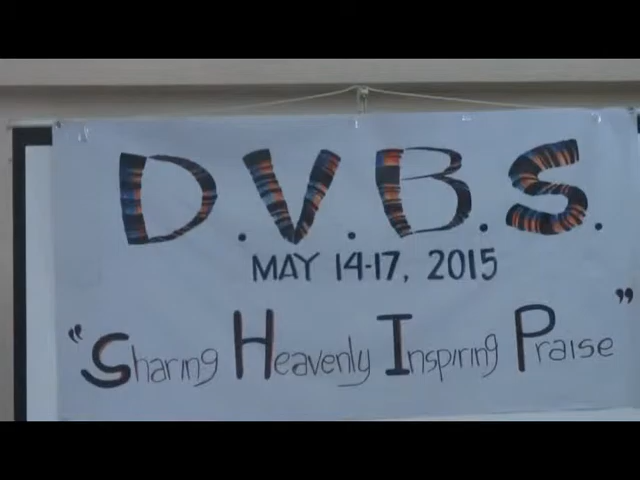 D.V.B.S.
MAY 14-17, 2015
"Sharing Heavenly Inspiring Praise"